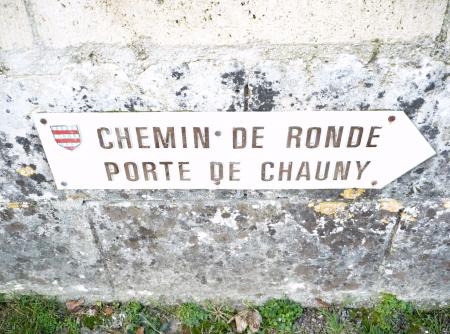 CHEMIN DE RONDE
PORTE DE CHAUNY